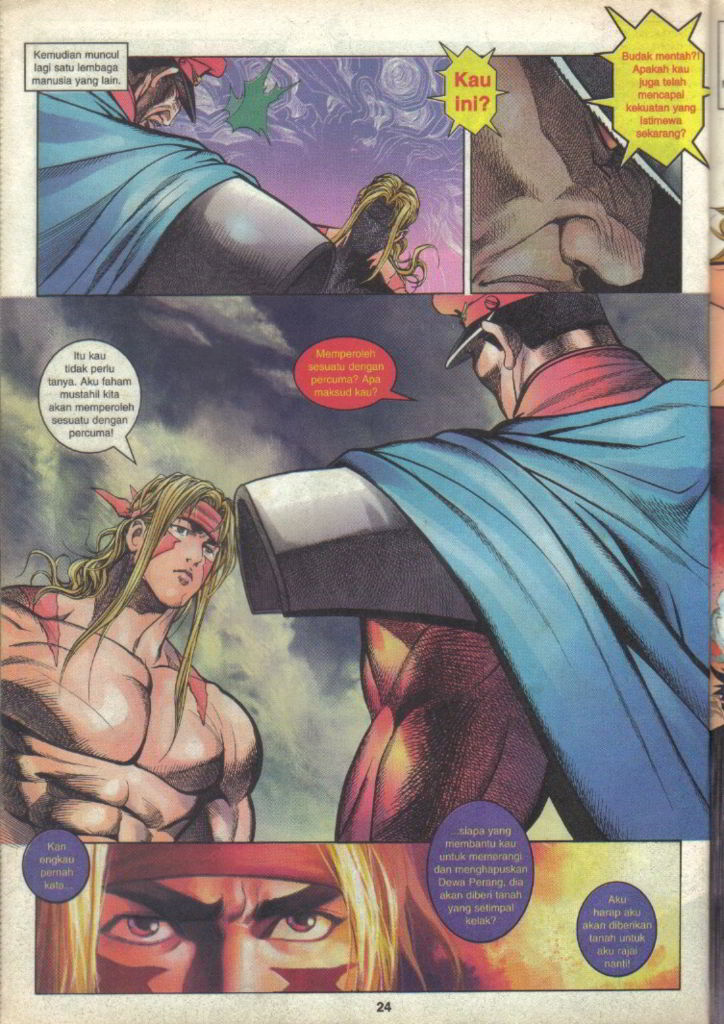 Kemudian muncul
lagi satu lembaga
manusia yang lain.
Kau
ini?
Budak mentah?!
Apakah kau
juga telah
mencapai
kekuatan yang
istimewa
sekarang?
Itu kau
tidak perlu
tanya. Aku faham
mustahil kita
akan memperoleh
sesuatu dengan
percuma!
Memperoleh
sesuatu dengan
percuma? Apa
maksud kau?
Kan
engkau
pernah
kata...
...siapa yang
membantu kau
untuk memerangi
dan menghapuskan
Dewa Perang, dia
akan diberi tanah
yang setimpal
kelak?
Aku
harap aku
akan diberikan
tanah untuk
aku rajai
nanti!
24